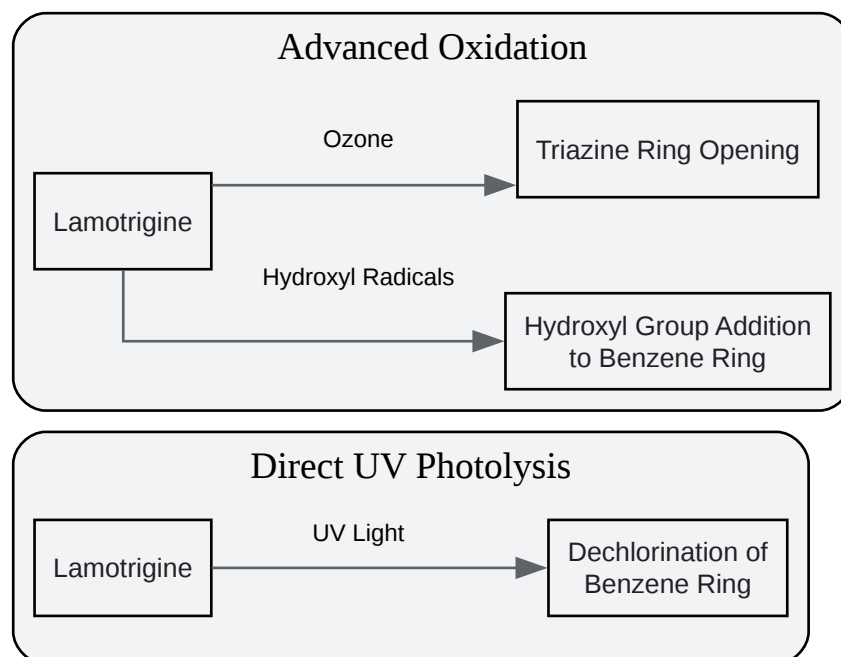 Advanced Oxidation
Ozone
Triazine Ring Opening
Lamotrigine
Hydroxyl Radicals
Hydroxyl Group Addition
to Benzene Ring
Direct UV Photolysis
UV Light
Lamotrigine
Dechlorination of
Benzene Ring